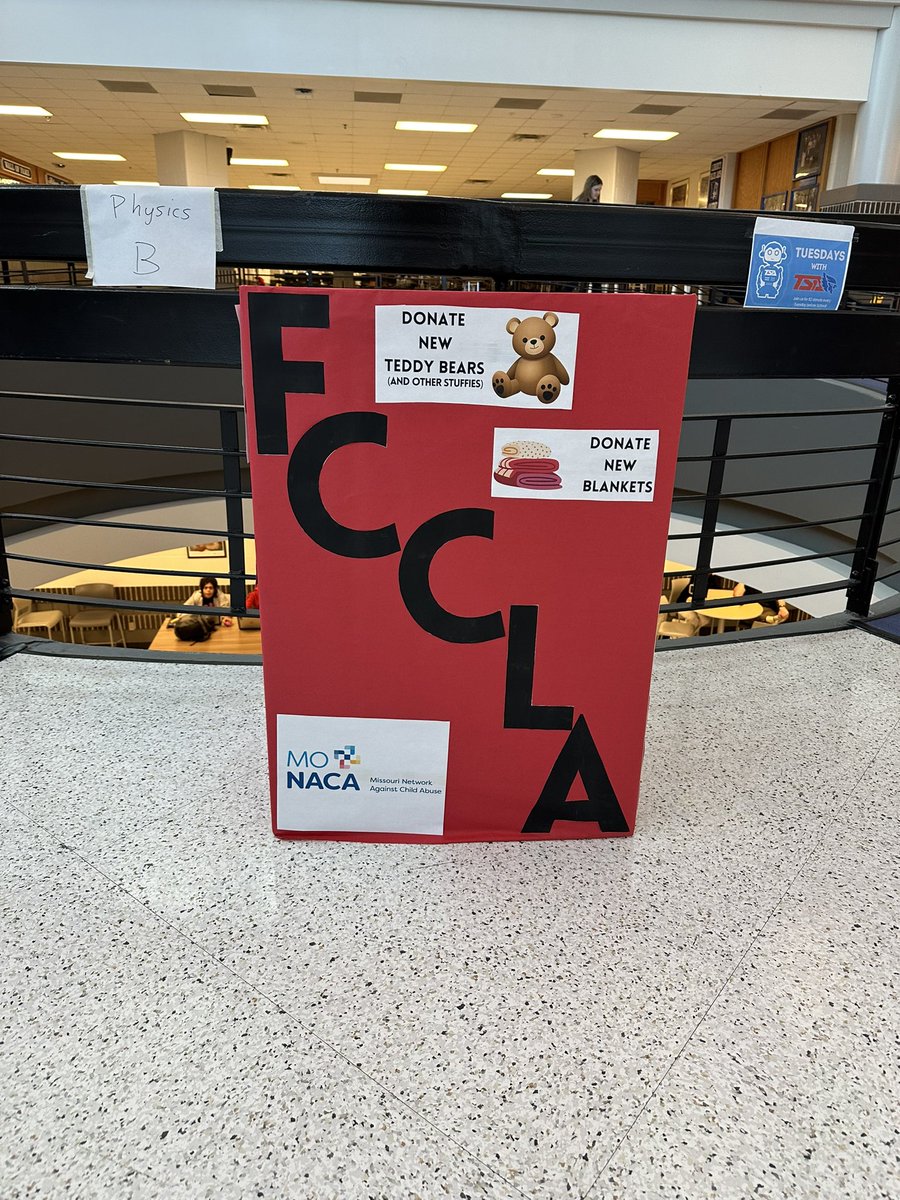 Physics
B
TUESDAYS
WITH
TSA
FCCLA
DONATE
NEW
TEDDY BEARS
(AND OTHER STUFFIES)
DONATE
NEW
BLANKETS
MO
NACA
Missouri Network
Against Child Abuse